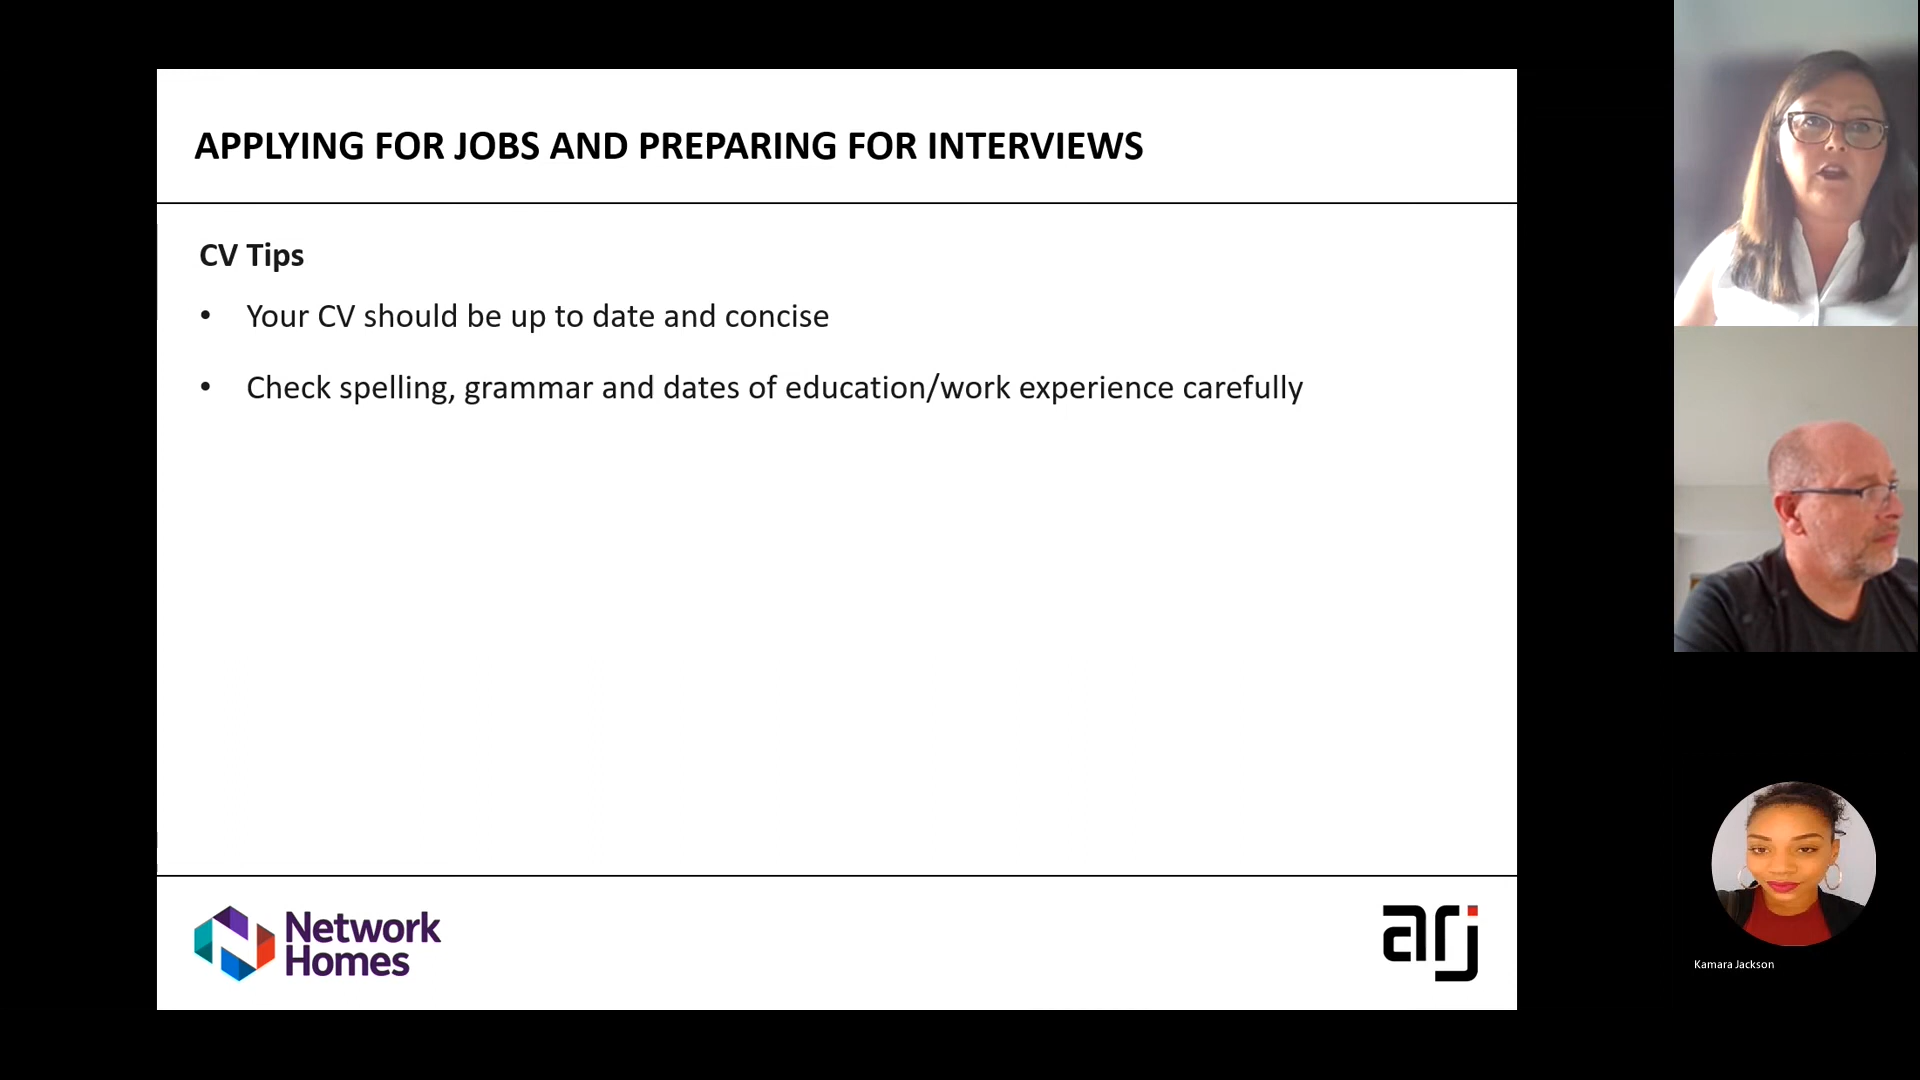 APPLYING FOR JOBS AND PREPARING FOR INTERVIEWS
CV Tips
• Your CV should be up to date and concise
• Check spelling, grammar and dates of education/work experience carefully
Network
Homes
arj
Kamara Jackson